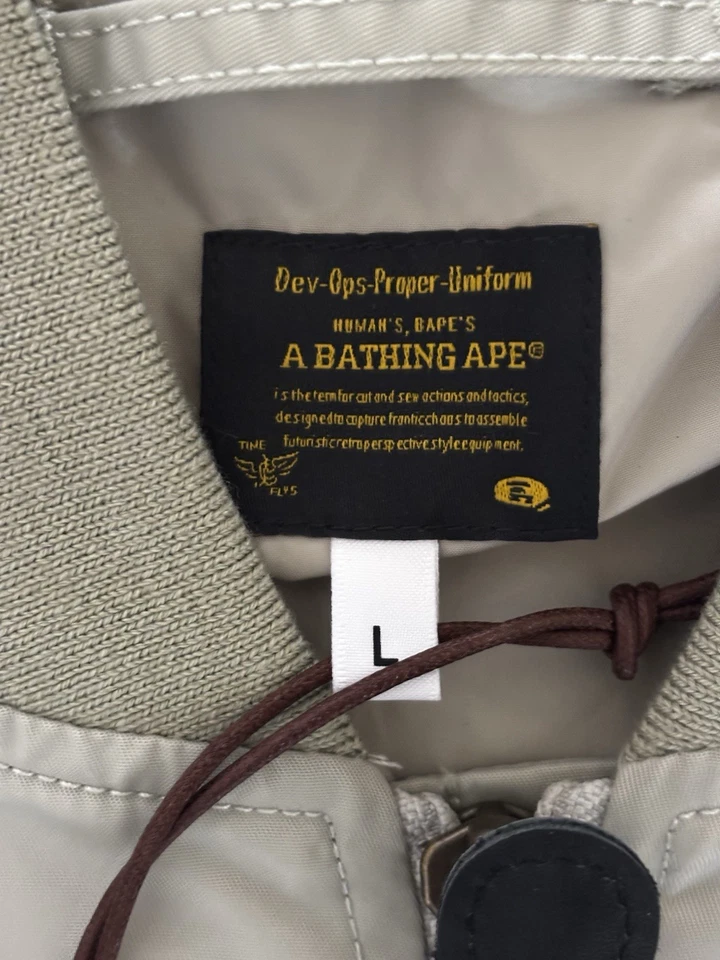 Dev-Ops-Proper-Uniform
HUMAN'S, BAPE'S
A BATHING APE®
is the term for cut and sew actions and tactics,
designed to capture frantic chaos to assemble
futuristic retro perspective style equipment.
TIME
FLYS
L